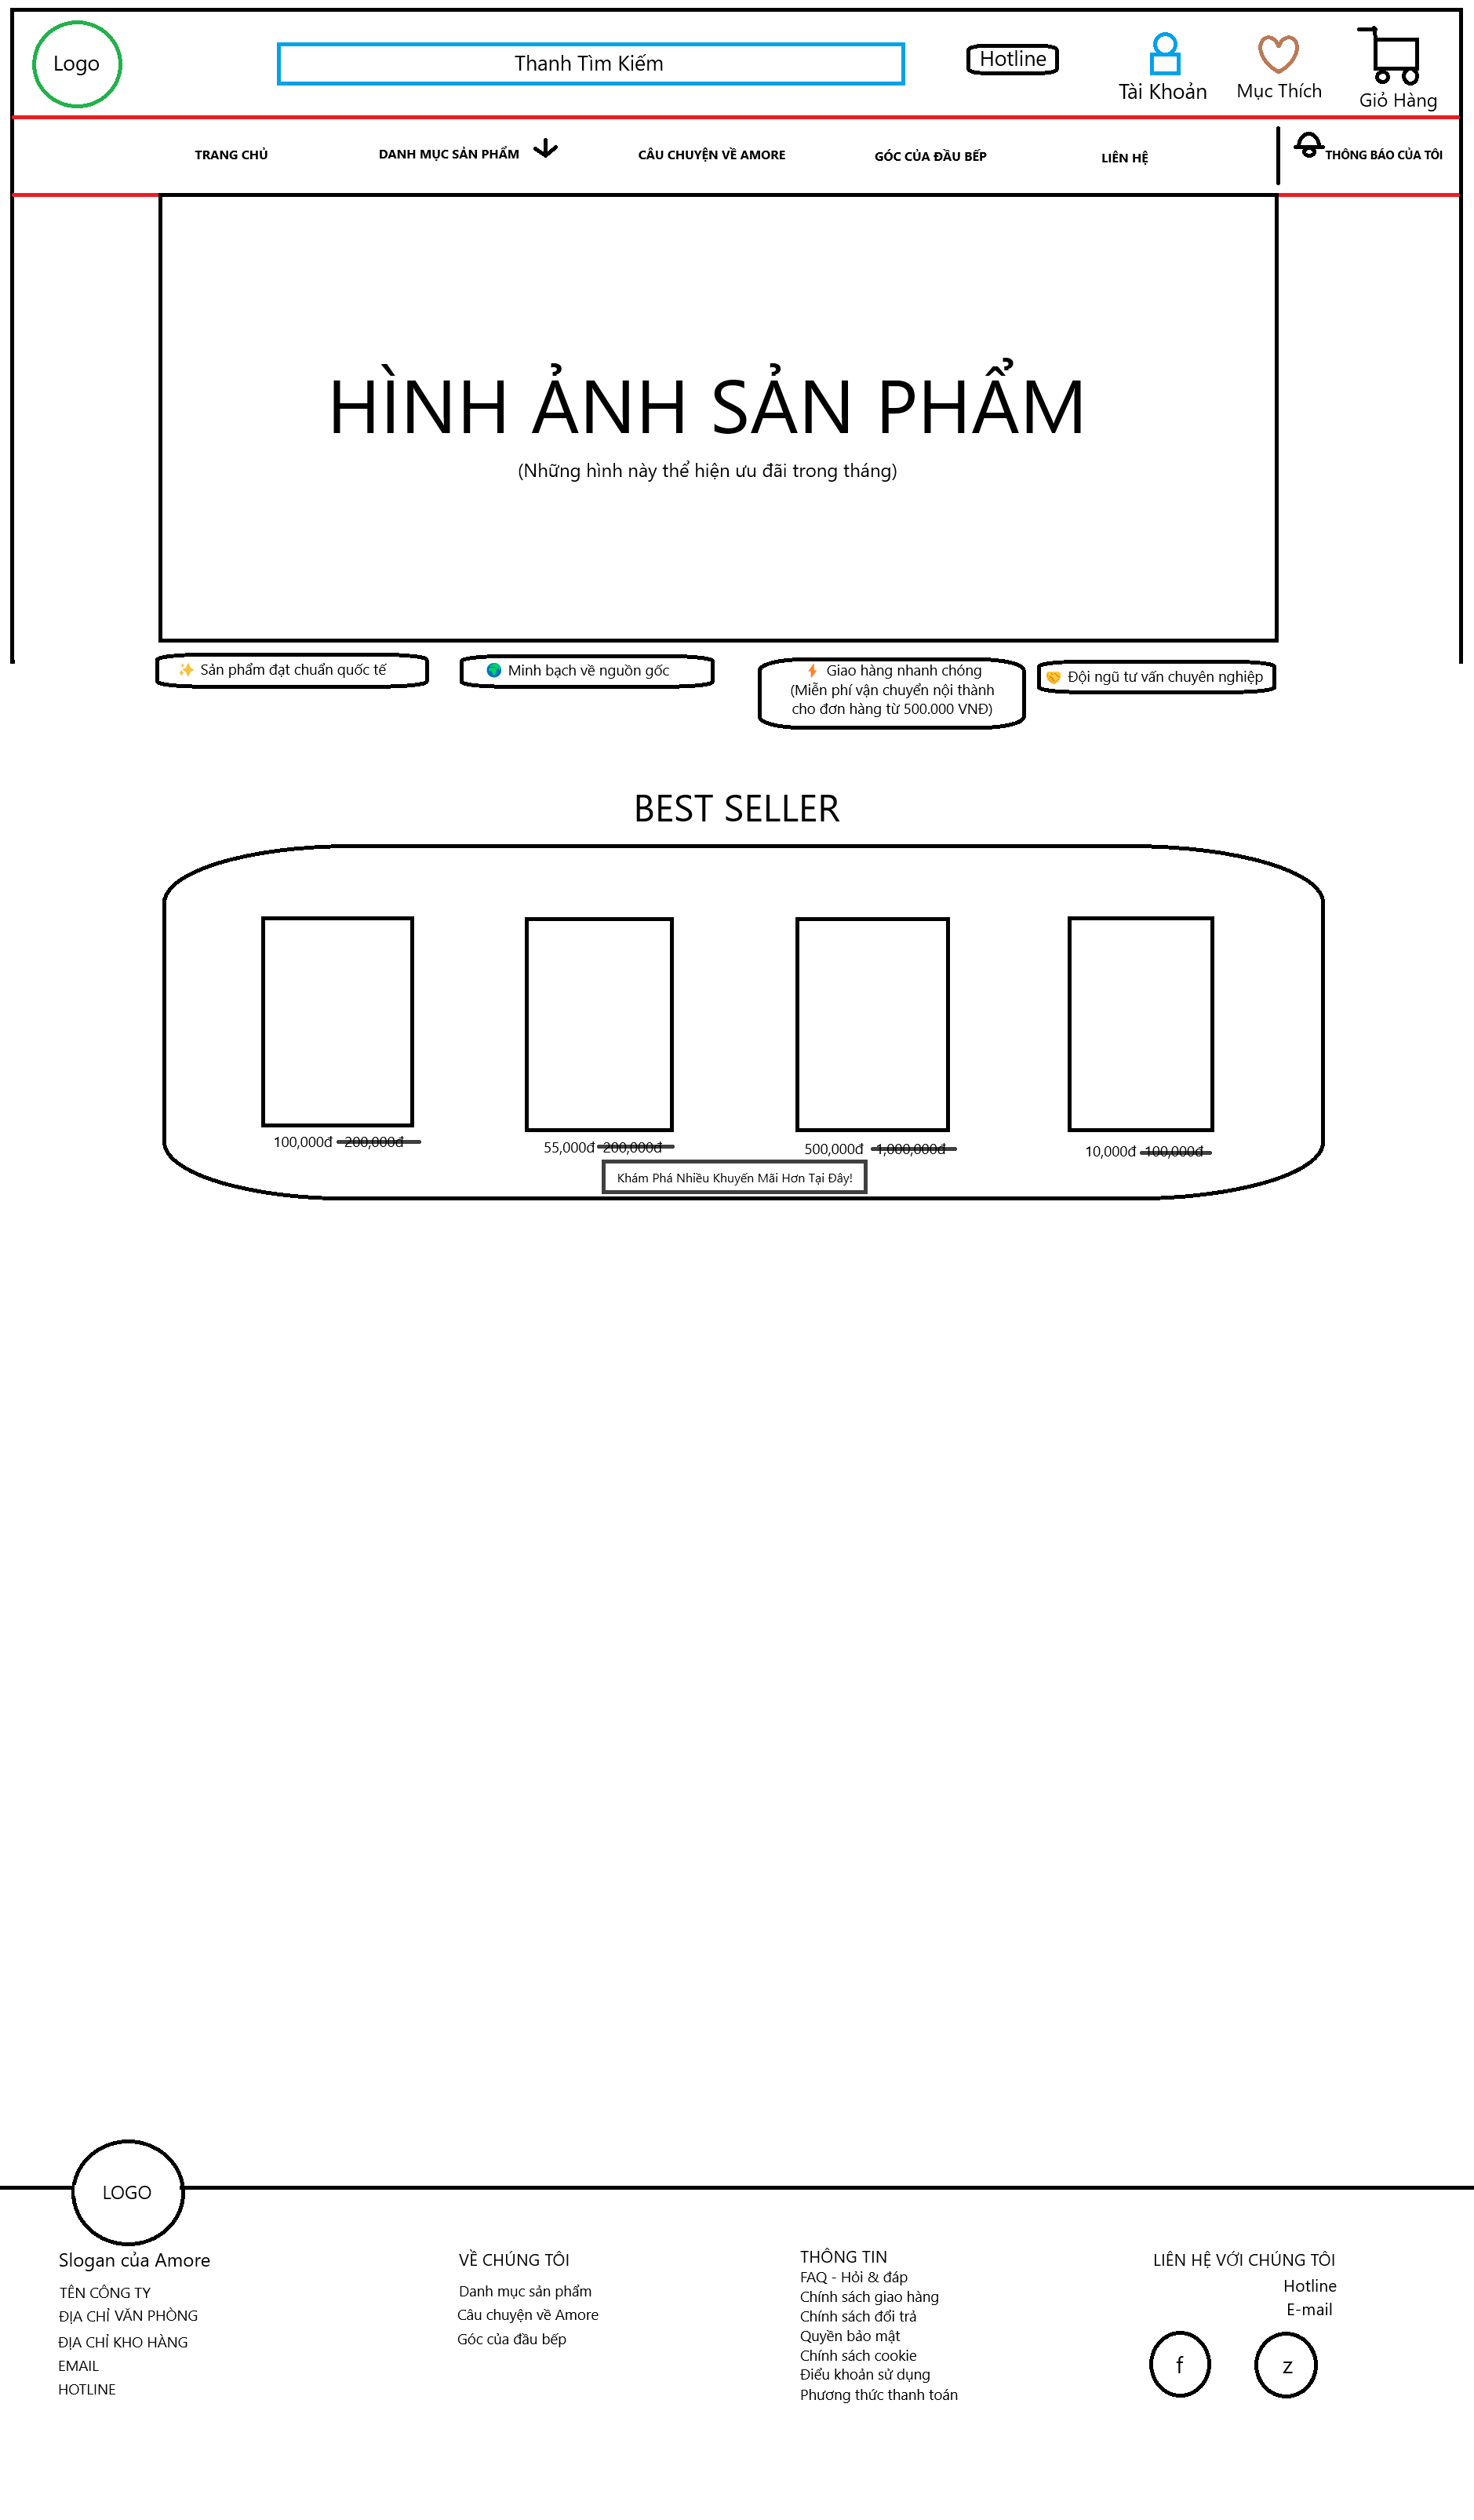 Logo
Thanh Tìm Kiếm
Hotline
Tài Khoản
Mục Thích
Giỏ Hàng
TRANG CHỦ
DANH MỤC SẢN PHẨM
CÂU CHUYỆN VỀ AMORE
GÓC CỦA ĐẦU BẾP
LIÊN HỆ
THÔNG BÁO CỦA TÔI
HÌNH ẢNH SẢN PHẨM
(Những hình này thể hiện ưu đãi trong tháng)
✨ Sản phẩm đạt chuẩn quốc tế
🌍 Minh bạch về nguồn gốc
⚡ Giao hàng nhanh chóng
(Miễn phí vận chuyển nội thành
cho đơn hàng từ 500.000 VNĐ)
🤝 Đội ngũ tư vấn chuyên nghiệp
BEST SELLER
100,000đ 200,000đ
55,000đ 200,000đ
500,000đ 1,000,000đ
10,000đ 100,000đ
Khám Phá Nhiều Khuyến Mãi Hơn Tại Đây!
LOGO
Slogan của Amore
TÊN CÔNG TY
ĐỊA CHỈ VĂN PHÒNG
ĐỊA CHỈ KHO HÀNG
EMAIL
HOTLINE
VỀ CHÚNG TÔI
Danh mục sản phẩm
Câu chuyện về Amore
Góc của đầu bếp
THÔNG TIN
FAQ - Hỏi & đáp
Chính sách giao hàng
Chính sách đổi trả
Quyền bảo mật
Chính sách cookie
Điều khoản sử dụng
Phương thức thanh toán
LIÊN HỆ VỚI CHÚNG TÔI
Hotline
E-mail
f
z